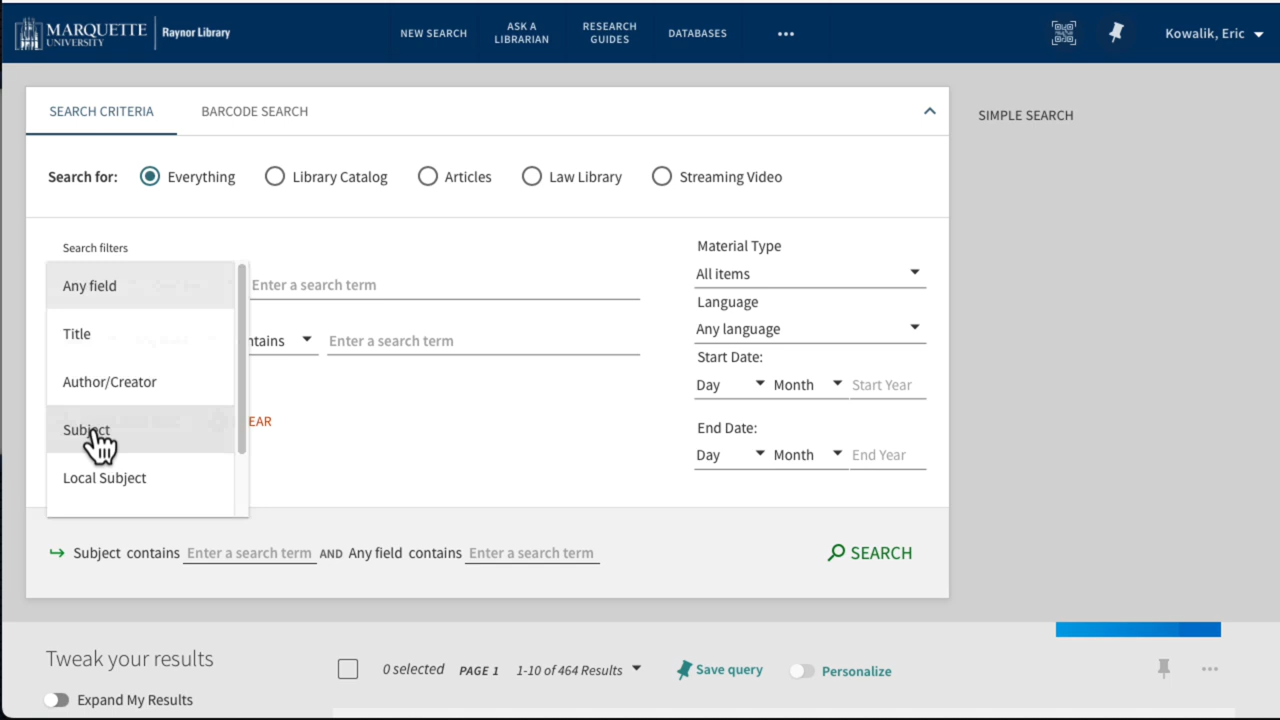 MARQUETTE UNIVERSITY
Raynor Library
NEW SEARCH
ASK A LIBRARIAN
RESEARCH GUIDES
DATABASES
Kowalik, Eric
SEARCH CRITERIA
BARCODE SEARCH
SIMPLE SEARCH
Search for:
Everything
Library Catalog
Articles
Law Library
Streaming Video
Search filters
Any field
Enter a search term
Title
ntains
Enter a search term
Author/Creator
Subject
EAR
Local Subject
Material Type
All items
Language
Any language
Start Date:
Day
Month
Start Year
End Date:
Day
Month
End Year
Subject contains Enter a search term AND Any field contains Enter a search term
SEARCH
Tweak your results
Expand My Results
0 selected
PAGE 1
1-10 of 464 Results
Save query
Personalize